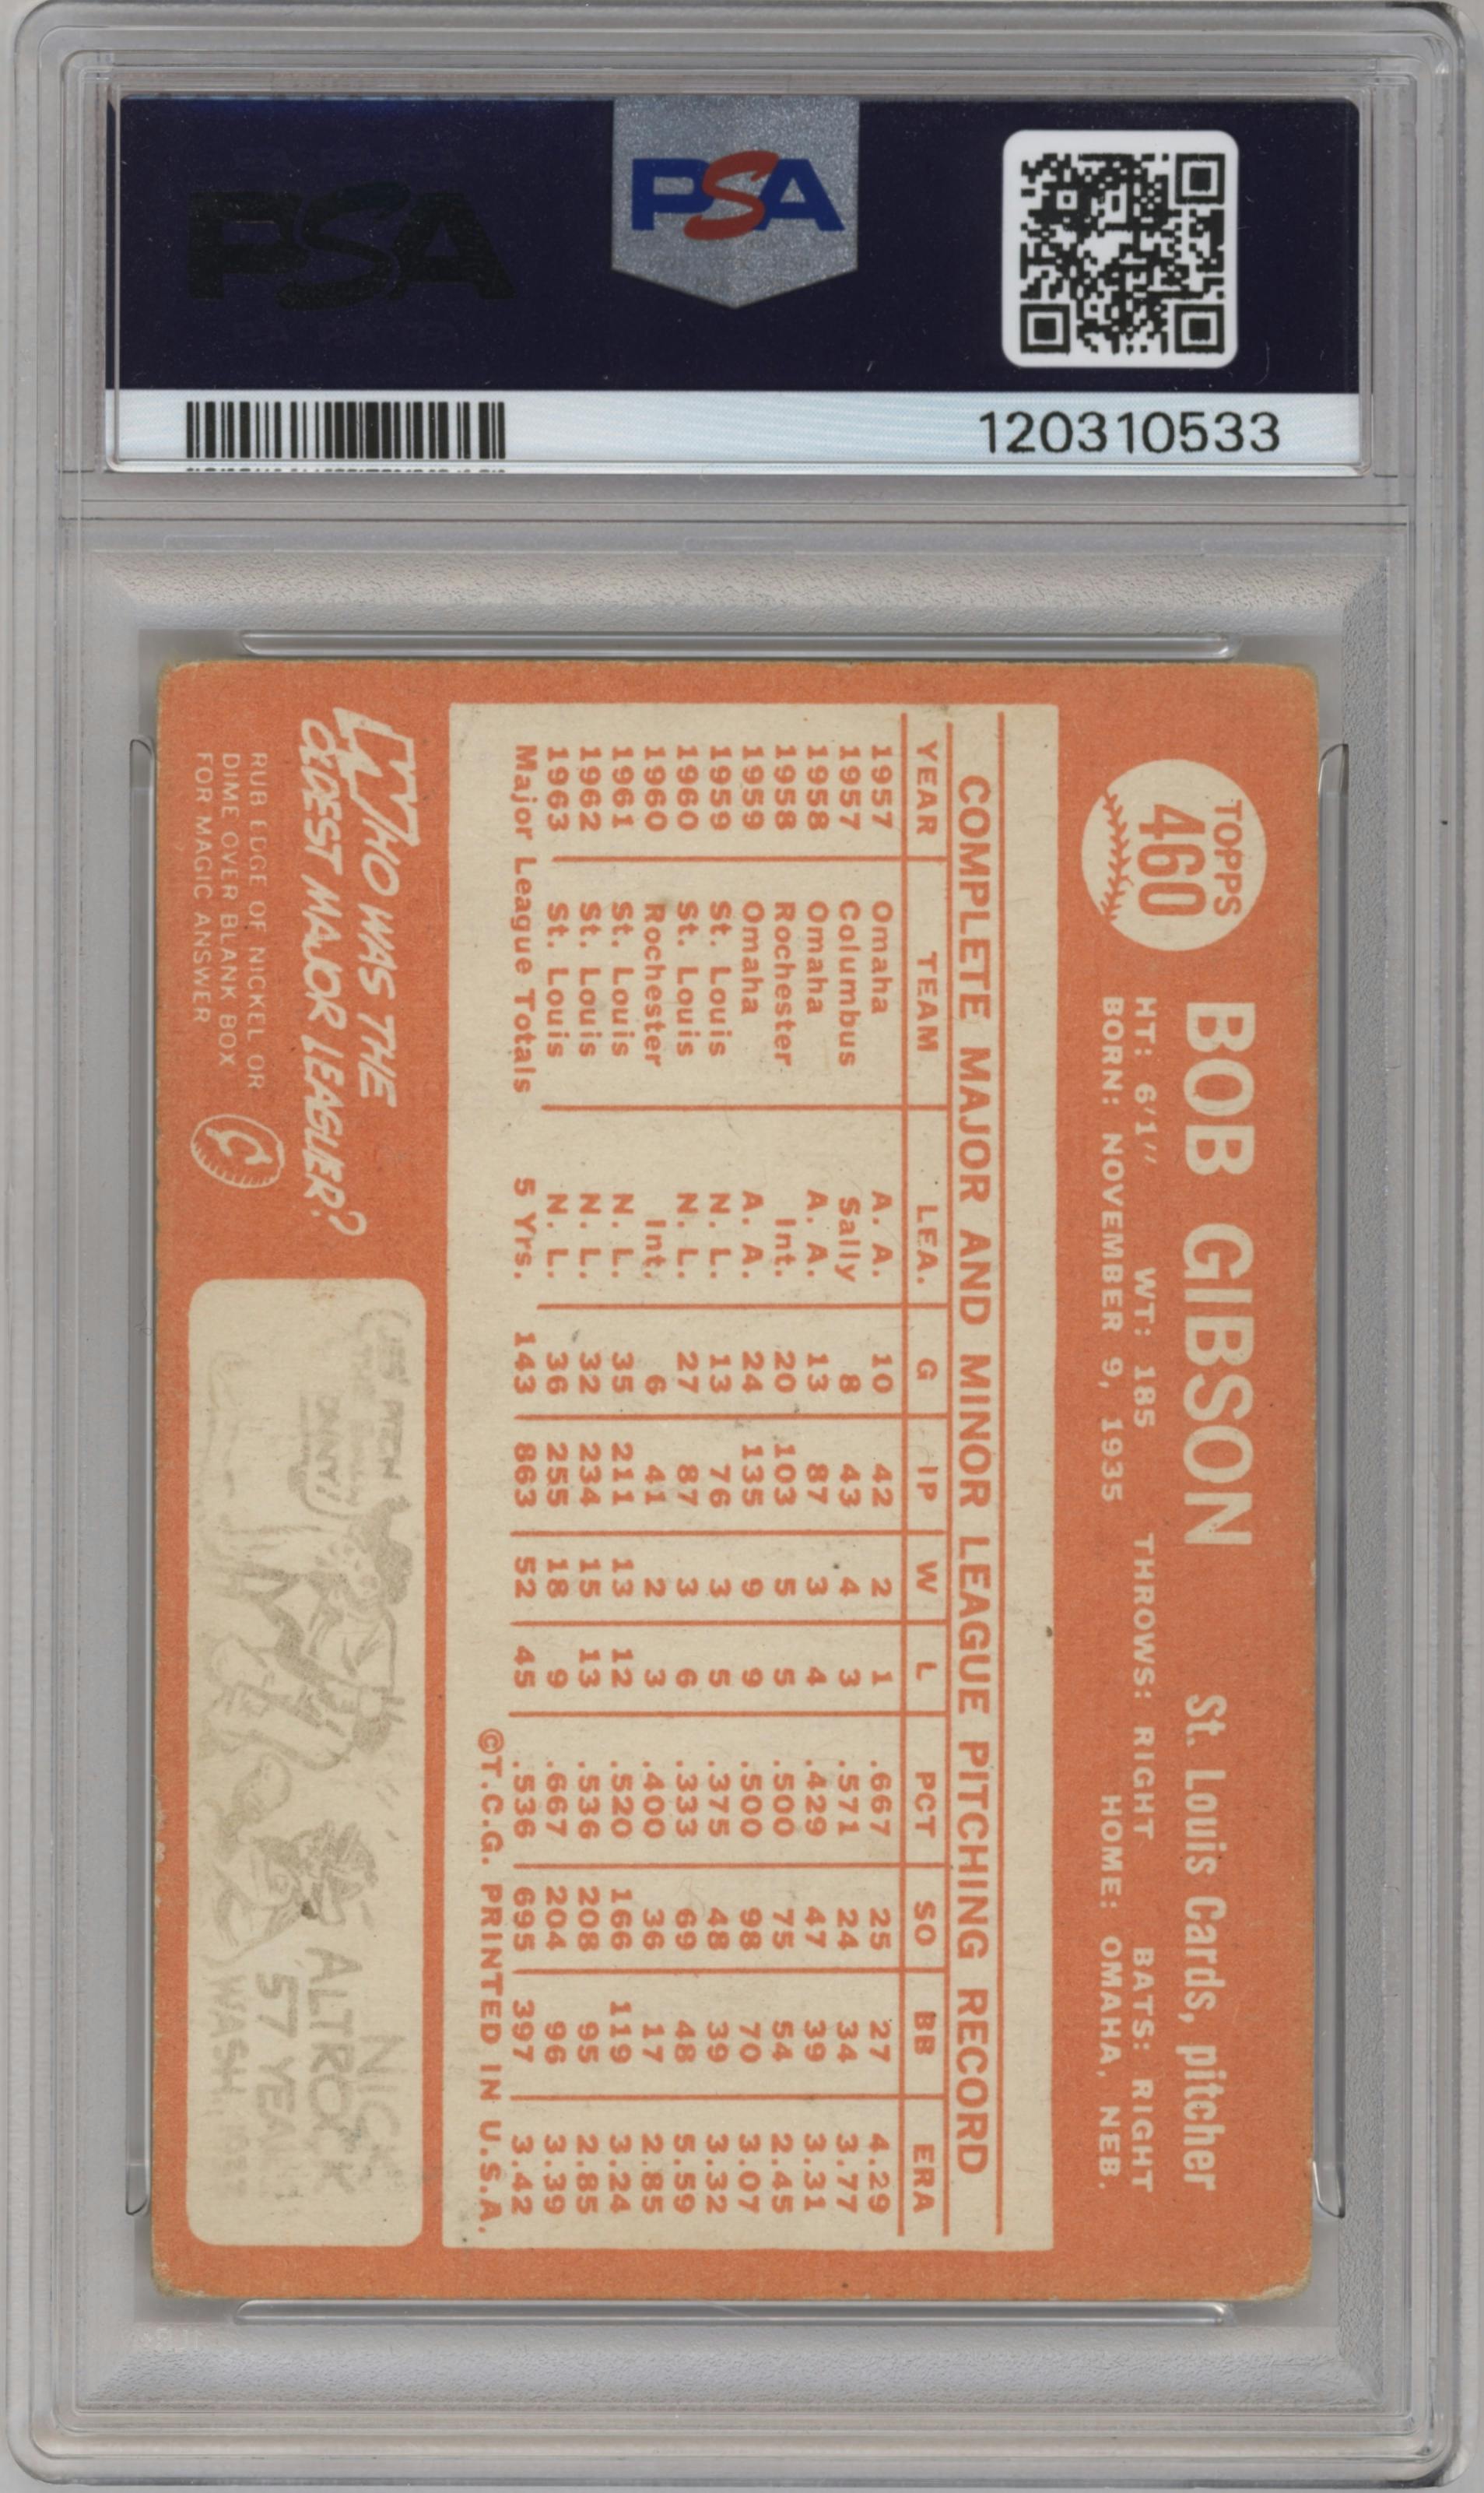 PSA
PSA
120310533
TOPPS
460
BOB GIBSON St. Louis Cards, pitcher
HT: 6'1" WT: 185 THROWS: RIGHT BATS: RIGHT
BORN: NOVEMBER 9, 1935 HOME: OMAHA, NEB.
COMPLETE MAJOR AND MINOR LEAGUE PITCHING RECORD
YEAR TEAM LEA. G IP W L PCT SO BB ERA
1957 Omaha A. A. 10 42 2 1 .667 25 27 4.29
1957 Columbus Sally 8 43 4 3 .571 24 34 3.77
1958 Omaha A. A. 13 87 3 4 .429 47 39 3.31
1958 Rochester Int. 20 103 5 5 .500 75 54 2.45
1959 Omaha A. A. 24 135 9 9 .500 98 70 3.07
1959 St. Louis N. L. 13 76 3 5 .375 48 39 3.32
1960 St. Louis N. L. 27 87 3 6 .333 69 48 5.59
1960 Rochester Int. 6 41 2 3 .400 36 17 2.85
1961 St. Louis N. L. 35 211 13 12 .520 166 119 3.24
1962 St. Louis N. L. 32 234 15 13 .536 208 95 2.85
1963 St. Louis N. L. 36 255 18 9 .667 204 96 3.39
Major League Totals 5 Yrs. 143 863 52 45 .536 695 397 3.42
©T.C.G. PRINTED IN U.S.A.
WHO WAS THE
OLDEST MAJOR LEAGUER?
RUB EDGE OF NICKEL OR
DIME OVER BLANK BOX
FOR MAGIC ANSWER
C
NICK
ALTROCK
57 YEARS
WASH.